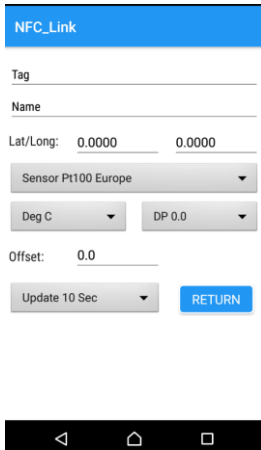 NFC_Link
Tag
Name
Lat/Long: 0.0000 0.0000
Sensor Pt100 Europe
Deg C DP 0.0
Offset: 0.0
Update 10 Sec RETURN